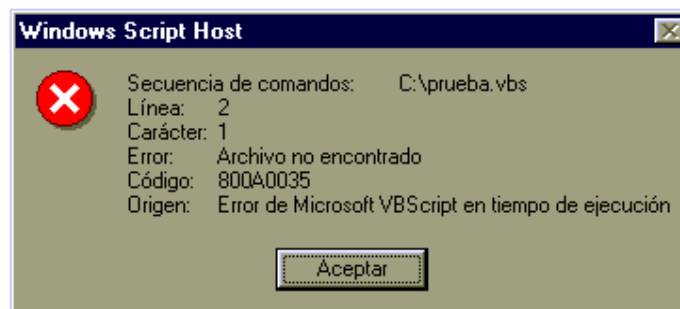 Windows Script Host
Secuencia de comandos: C:\prueba.vbs
Línea: 2
Carácter: 1
Error: Archivo no encontrado
Código: 800A0035
Origen: Error de Microsoft VBScript en tiempo de ejecución
Aceptar